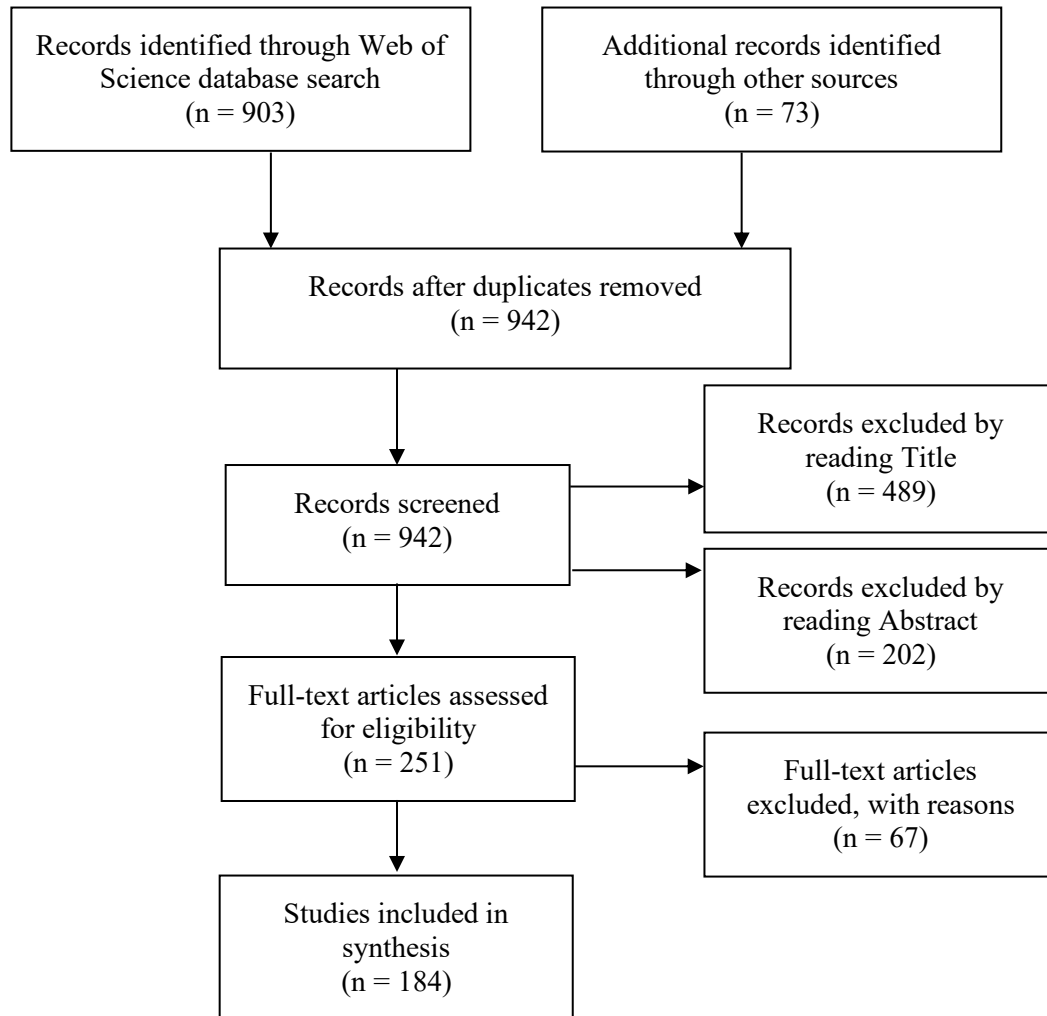 Records identified through Web of
Science database search
(n = 903)
Additional records identified
through other sources
(n = 73)
Records after duplicates removed
(n = 942)
Records excluded by
reading Title
(n = 489)
Records screened
(n = 942)
Records excluded by
reading Abstract
(n = 202)
Full-text articles assessed
for eligibility
(n = 251)
Full-text articles
excluded, with reasons
(n = 67)
Studies included in
synthesis
(n = 184)